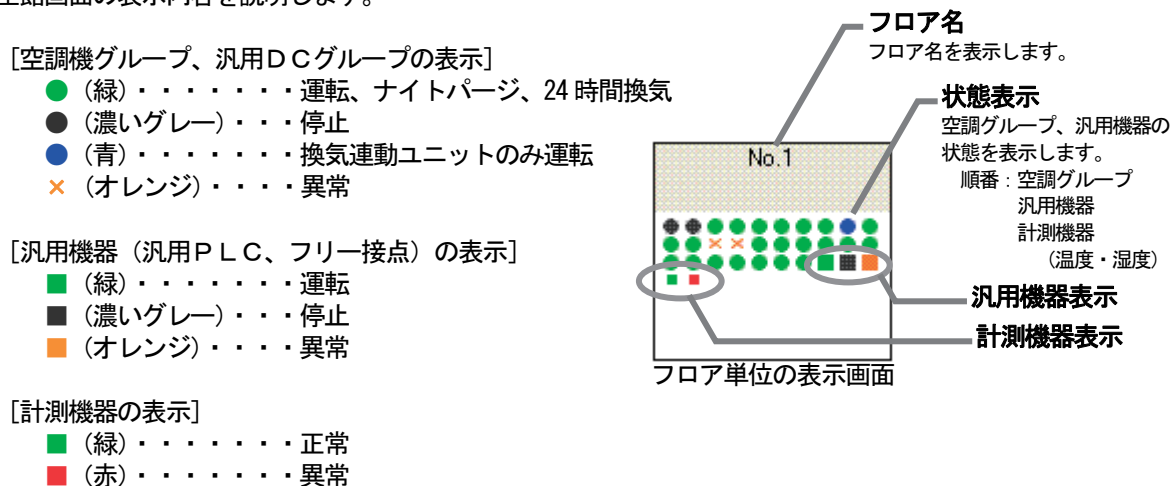 全館画面の表示内容を説明します。
[空調機グループ、汎用ＤＣグループの表示]
● (緑)・・・・・・・運転、ナイトパージ、24 時間換気
● (濃いグレー)・・・停止
● (青)・・・・・・・換気連動ユニットのみ運転
× (オレンジ)・・・・異常
[汎用機器（汎用ＰＬＣ、フリー接点）の表示]
■ (緑)・・・・・・・運転
■ (濃いグレー)・・・停止
■ (オレンジ)・・・・異常
[計測機器の表示]
■ (緑)・・・・・・・正常
■ (赤)・・・・・・・異常
フロア名
フロア名を表示します。
状態表示
空調グループ、汎用機器の
状態を表示します。
順番：空調グループ
汎用機器
計測機器
（温度・湿度）
汎用機器表示
計測機器表示
No.1
フロア単位の表示画面